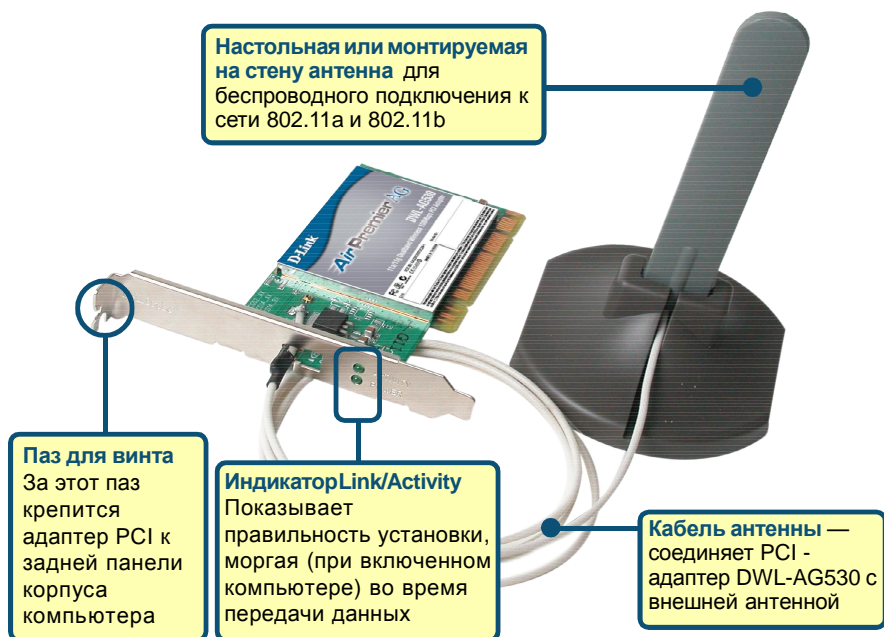 Настольная или монтируемая
на стену антенна для
беспроводного подключения к
сети 802.11a и 802.11b
D-Link
AirPremier AG
DWL-AG530
Паз для винта
За этот паз
крепится
адаптер PCI к
задней панели
корпуса
компьютера
ИндикаторLink/Activity
Показывает
правильность установки,
моргая (при включенном
компьютере) во время
передачи данных
Кабель антенны —
соединяет PCI -
адаптер DWL-AG530 с
внешней антенной